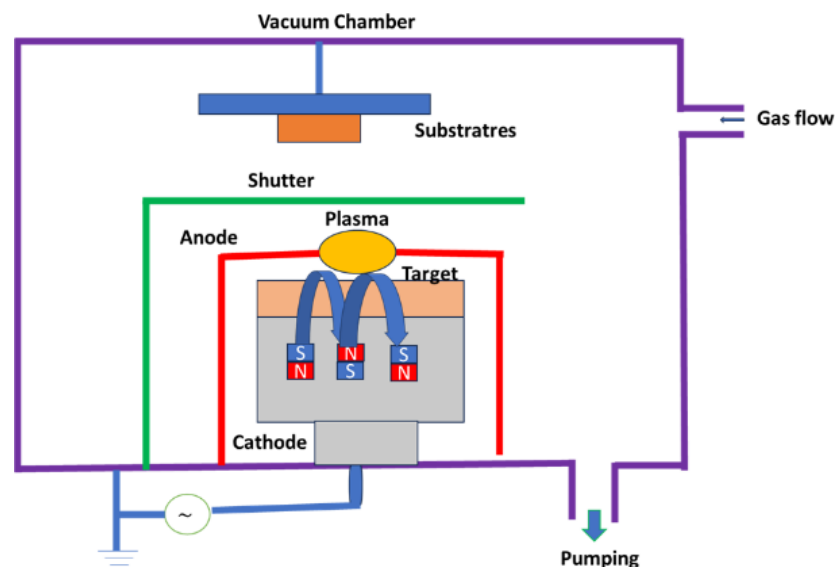 Vacuum Chamber
Substratres
Gas flow
Shutter
Plasma
Anode
Target
S N S
N S N
Cathode
~
Pumping